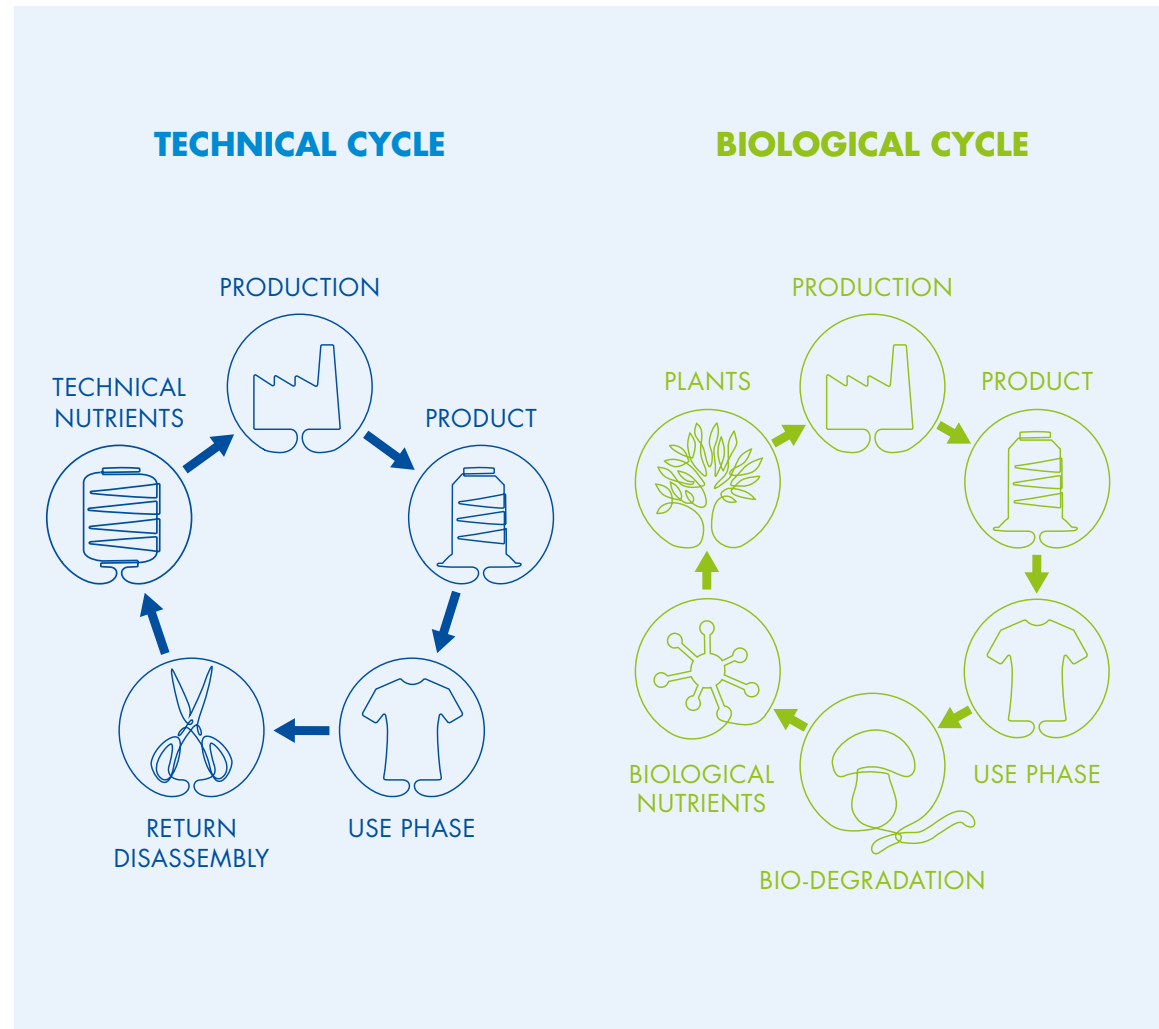 TECHNICAL CYCLE
PRODUCTION
TECHNICAL
NUTRIENTS
PRODUCT
RETURN
DISASSEMBLY
USE PHASE
BIOLOGICAL CYCLE
PRODUCTION
PLANTS
PRODUCT
BIOLOGICAL
NUTRIENTS
USE PHASE
BIO-DEGRADATION